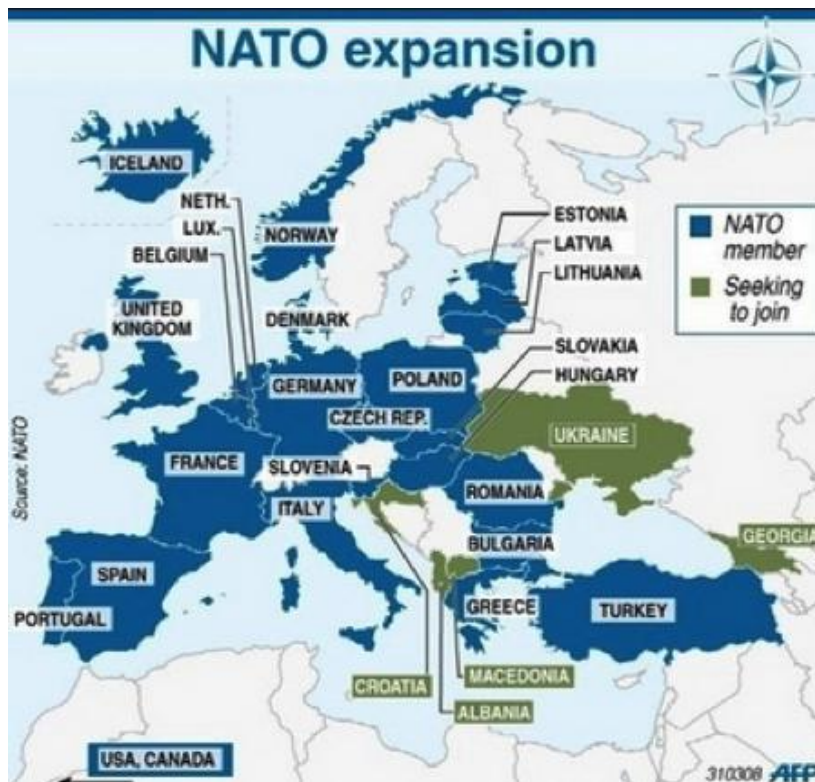 NATO expansion
ICELAND
NETH.
LUX.
BELGIUM
NORWAY
ESTONIA
LATVIA
LITHUANIA
NATO
member
Seeking
to join
UNITED
KINGDOM
DENMARK
SLOVAKIA
HUNGARY
GERMANY
POLAND
CZECH REP.
UKRAINE
FRANCE
SLOVENIA
ROMANIA
ITALY
BULGARIA
GEORGIA
SPAIN
PORTUGAL
GREECE
TURKEY
CROATIA
MACEDONIA
ALBANIA
USA, CANADA
Source: NATO
310308 AFP